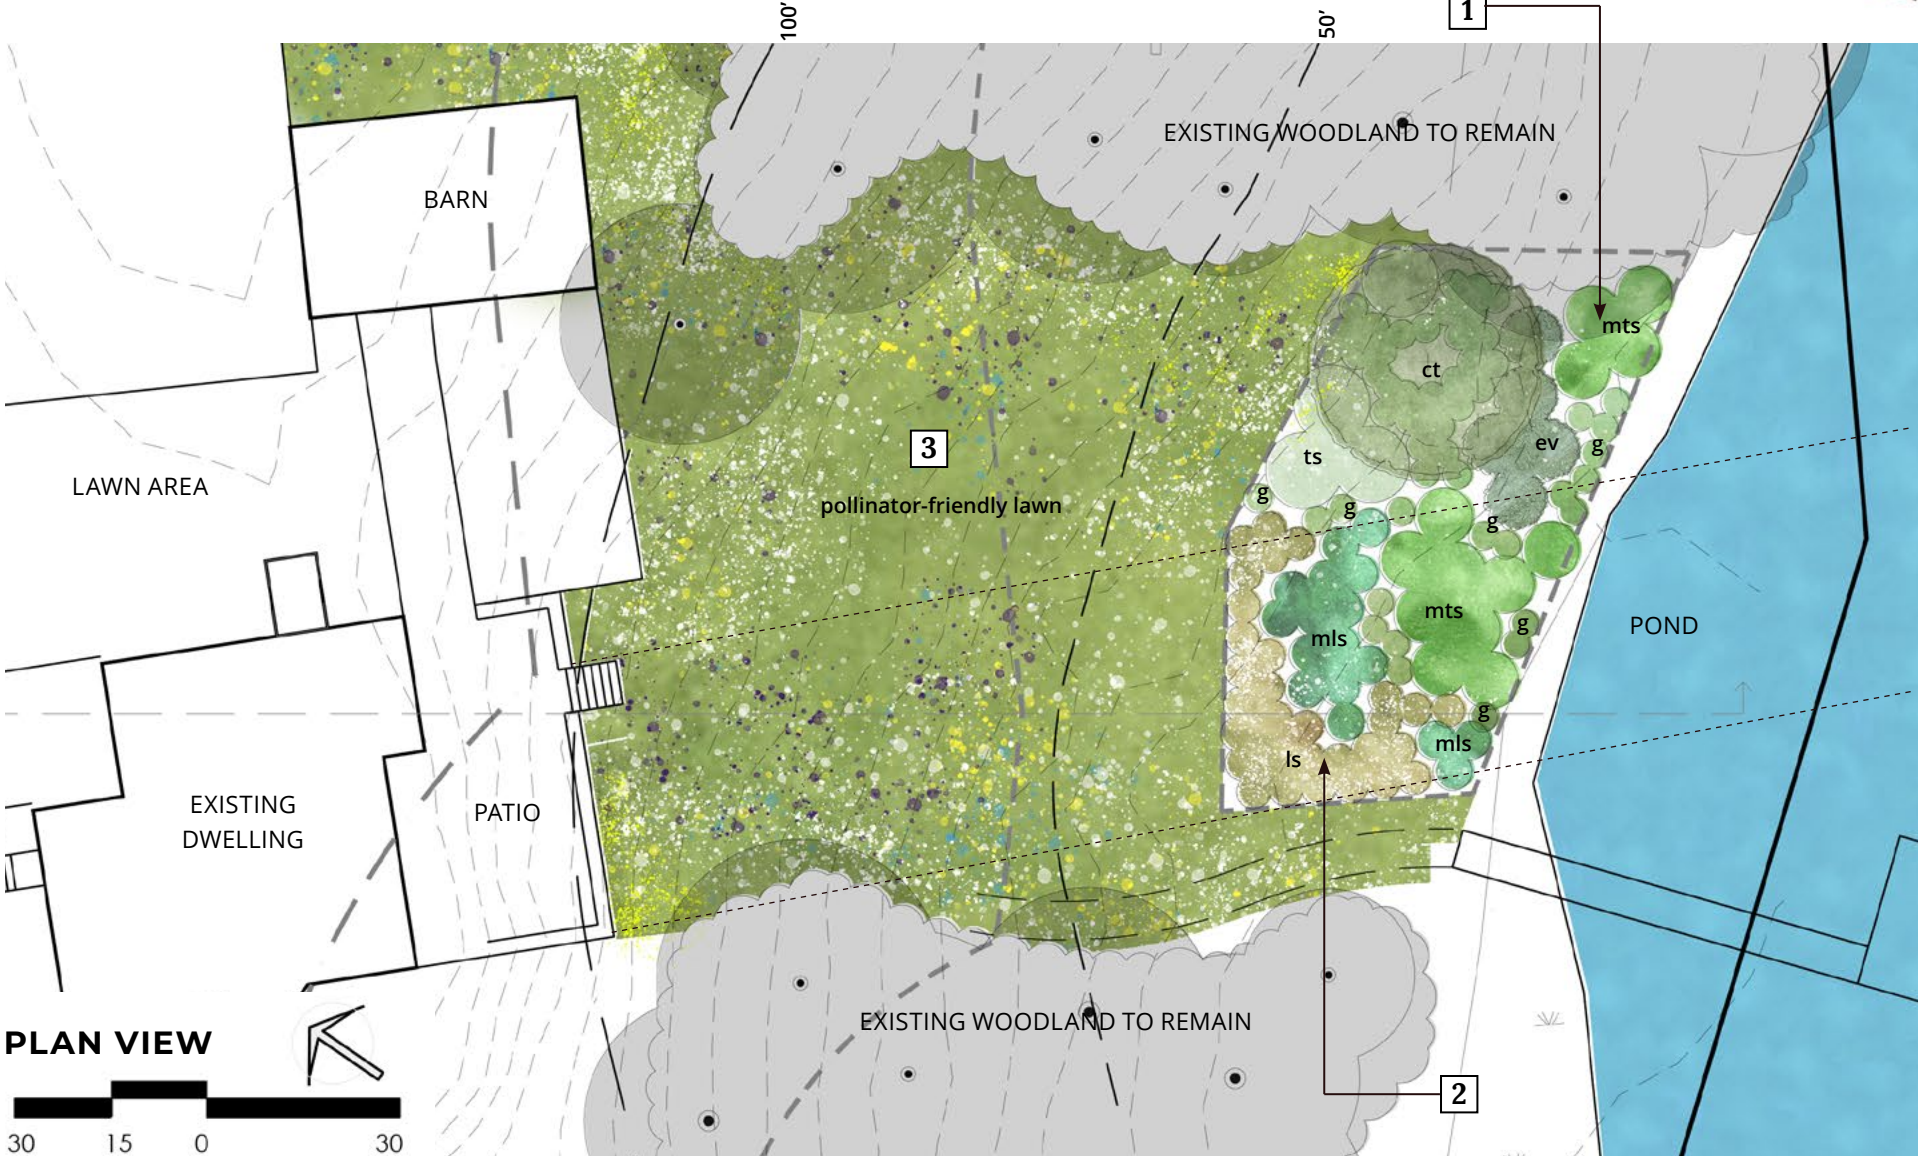 100'
50'
1
EXISTING WOODLAND TO REMAIN
BARN
mts
ct
3
ev
g
ts
LAWN AREA
g
pollinator-friendly lawn
g
g
mts
g
mls
POND
g
mls
ls
EXISTING
DWELLING
PATIO
EXISTING WOODLAND TO REMAIN
PLAN VIEW
2
30 15 0 30